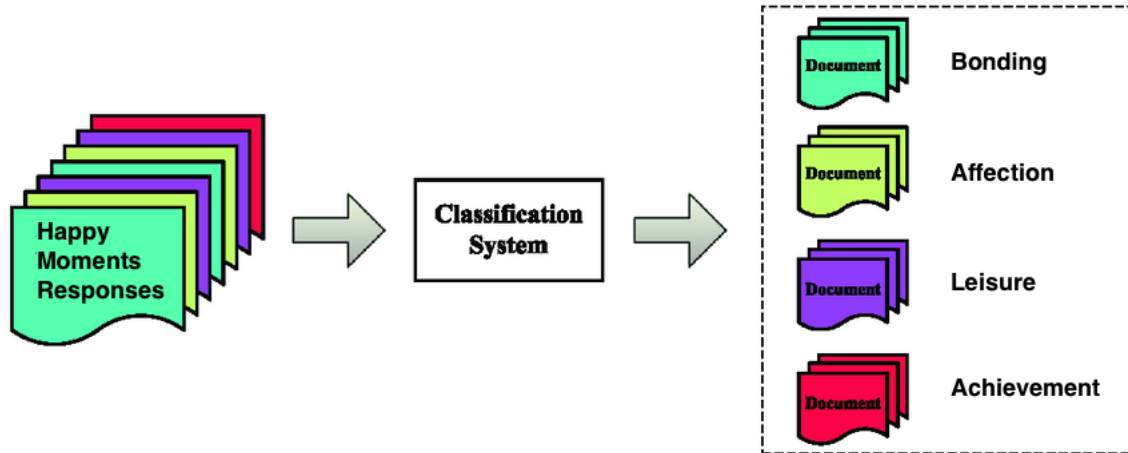 Happy
Moments
Responses
Classification
System
Document
Bonding
Document
Affection
Document
Leisure
Document
Achievement